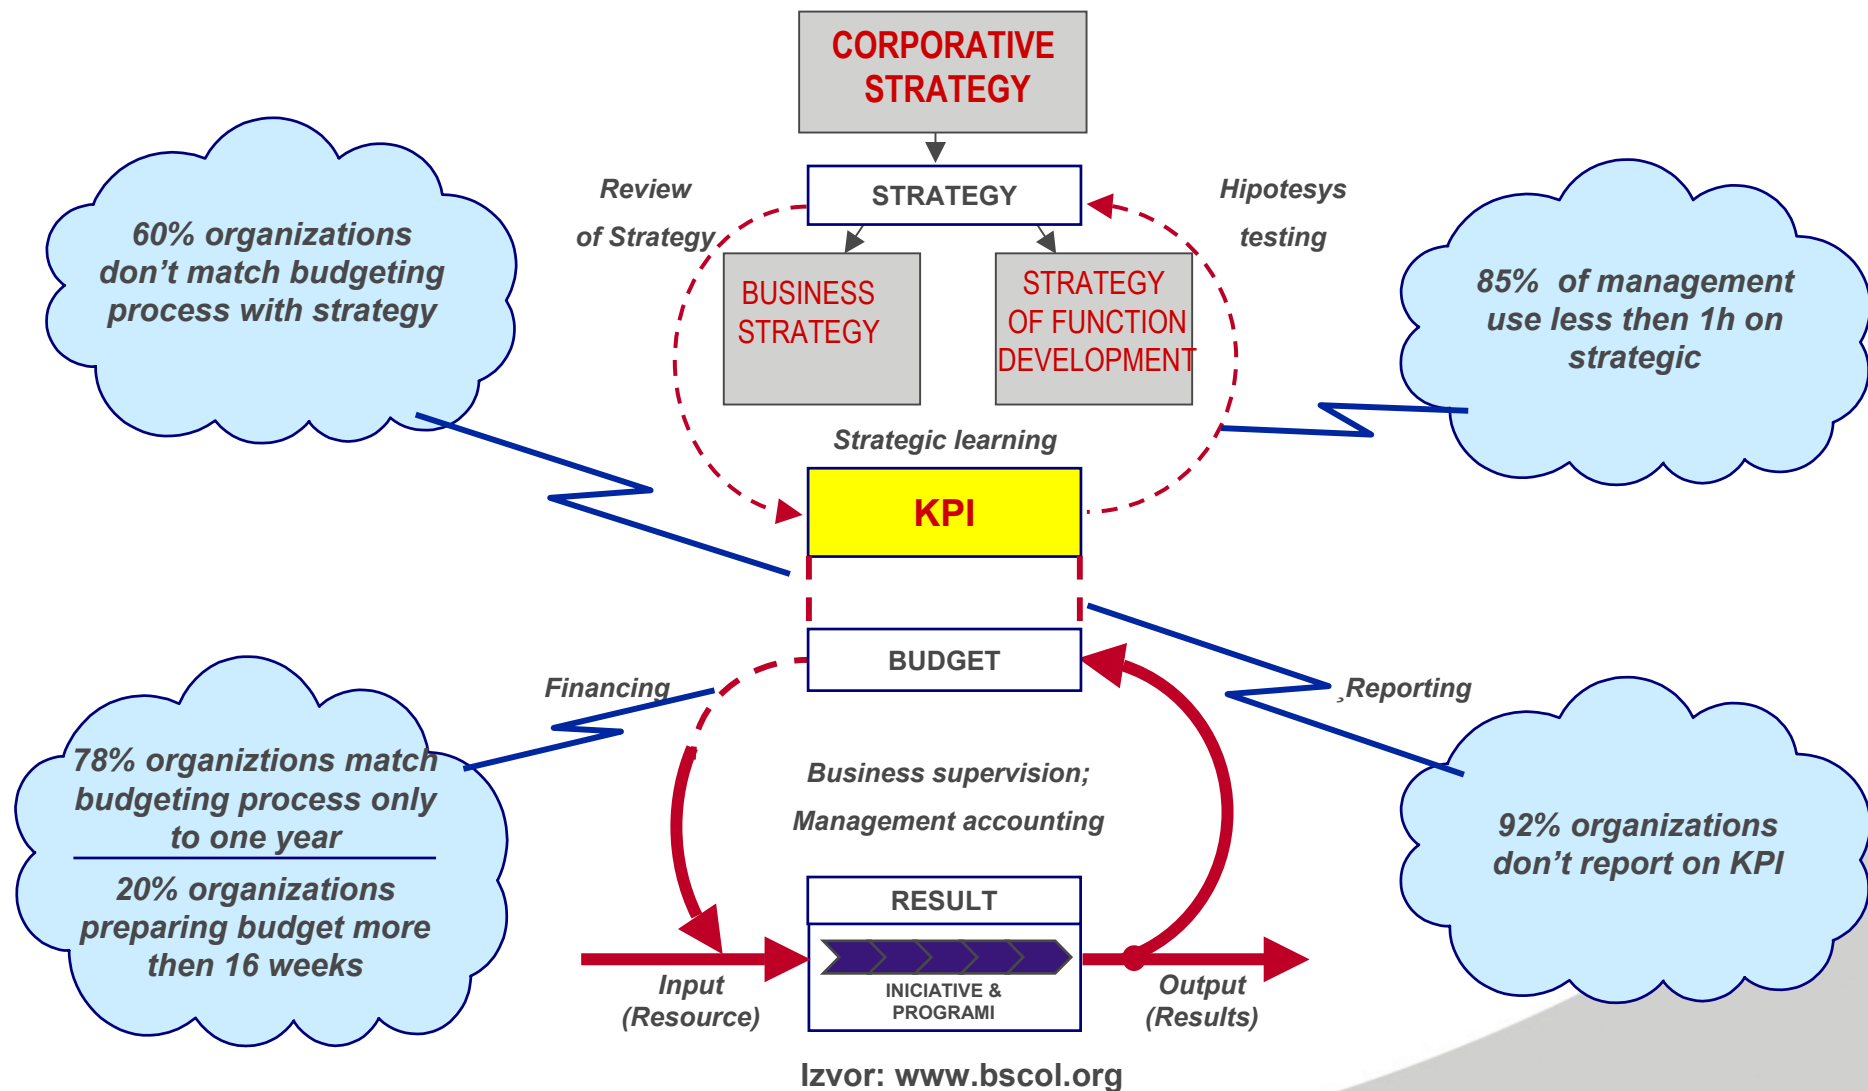 CORPORATIVE
STRATEGY
STRATEGY
Review
of Strategy
Hipotesys
testing
BUSINESS
STRATEGY
STRATEGY
OF FUNCTION
DEVELOPMENT
60% organizations
don’t match budgeting
process with strategy
85% of management
use less then 1h on
strategic
Strategic learning
KPI
BUDGET
Financing
¸Reporting
78% organiztions match
budgeting process only
to one year
20% organizations
preparing budget more
then 16 weeks
Business supervision;
Management accounting
92% organizations
don’t report on KPI
RESULT
INICIATIVE &
PROGRAMI
Input
(Resource)
Output
(Results)
Izvor: www.bscol.org